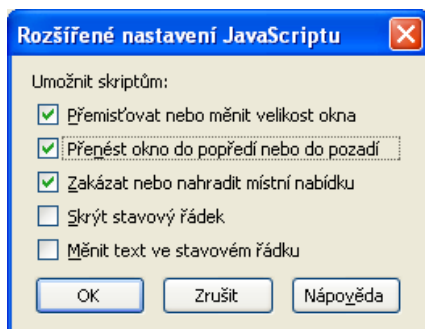 Rozšířené nastavení JavaScriptu
Umožnit skriptům:
Přemisťovat nebo měnit velikost okna
Přenést okno do popředí nebo do pozadí
Zakázat nebo nahradit místní nabídku
Skrýt stavový řádek
Měnit text ve stavovém řádku
OK Zrušit Nápověda